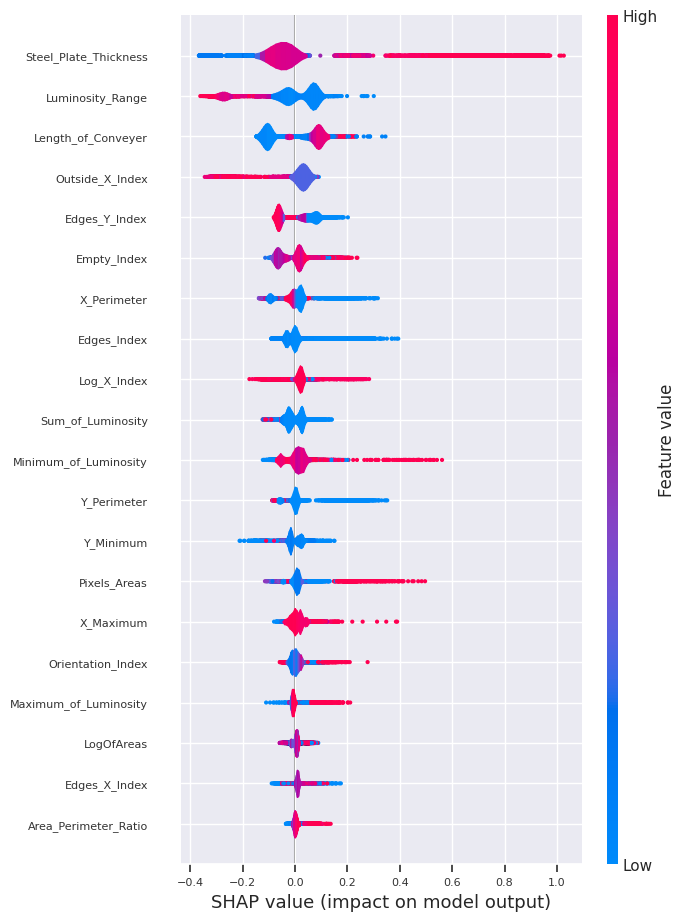 High
Steel_Plate_Thickness
Luminosity_Range
Length_of_Conveyer
Outside_X_Index
Edges_Y_Index
Empty_Index
X_Perimeter
Edges_Index
Log_X_Index
Sum_of_Luminosity
Minimum_of_Luminosity
Y_Perimeter
Y_Minimum
Pixels_Areas
X_Maximum
Orientation_Index
Maximum_of_Luminosity
LogOfAreas
Edges_X_Index
Area_Perimeter_Ratio
Feature value
Low
−0.4 −0.2 0.0 0.2 0.4 0.6 0.8 1.0
SHAP value (impact on model output)